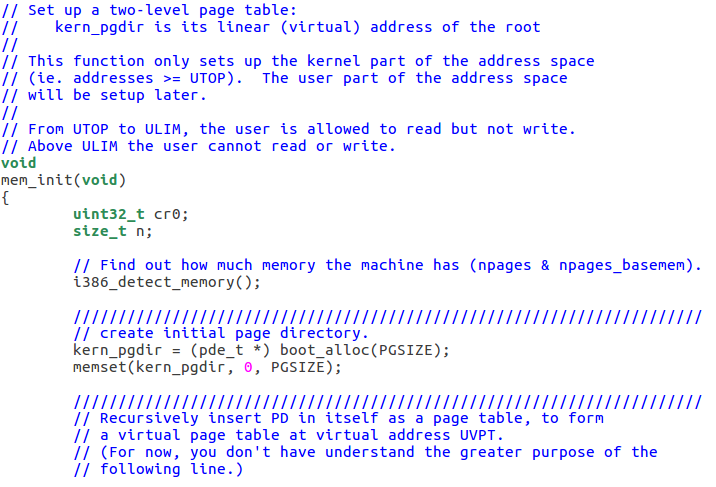 // Set up a two-level page table:
//    kern_pgdir is its linear (virtual) address of the root
//
// This function only sets up the kernel part of the address space
// (ie. addresses >= UTOP).  The user part of the address space
// will be setup later.
//
// From UTOP to ULIM, the user is allowed to read but not write.
// Above ULIM the user cannot read or write.
void
mem_init(void)
{
        uint32_t cr0;
        size_t n;

        // Find out how much memory the machine has (npages & npages_basemem).
        i386_detect_memory();

        //////////////////////////////////////////////////////////////////////
        // create initial page directory.
        kern_pgdir = (pde_t *) boot_alloc(PGSIZE);
        memset(kern_pgdir, 0, PGSIZE);

        //////////////////////////////////////////////////////////////////////
        // Recursively insert PD in itself as a page table, to form
        // a virtual page table at virtual address UVPT.
        // (For now, you don't have understand the greater purpose of the
        // following line.)